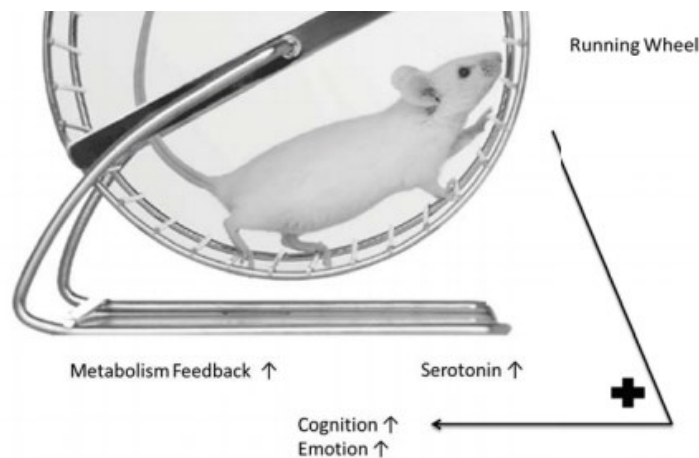 Running Wheel
Metabolism Feedback ↑
Serotonin ↑
Cognition ↑
Emotion ↑